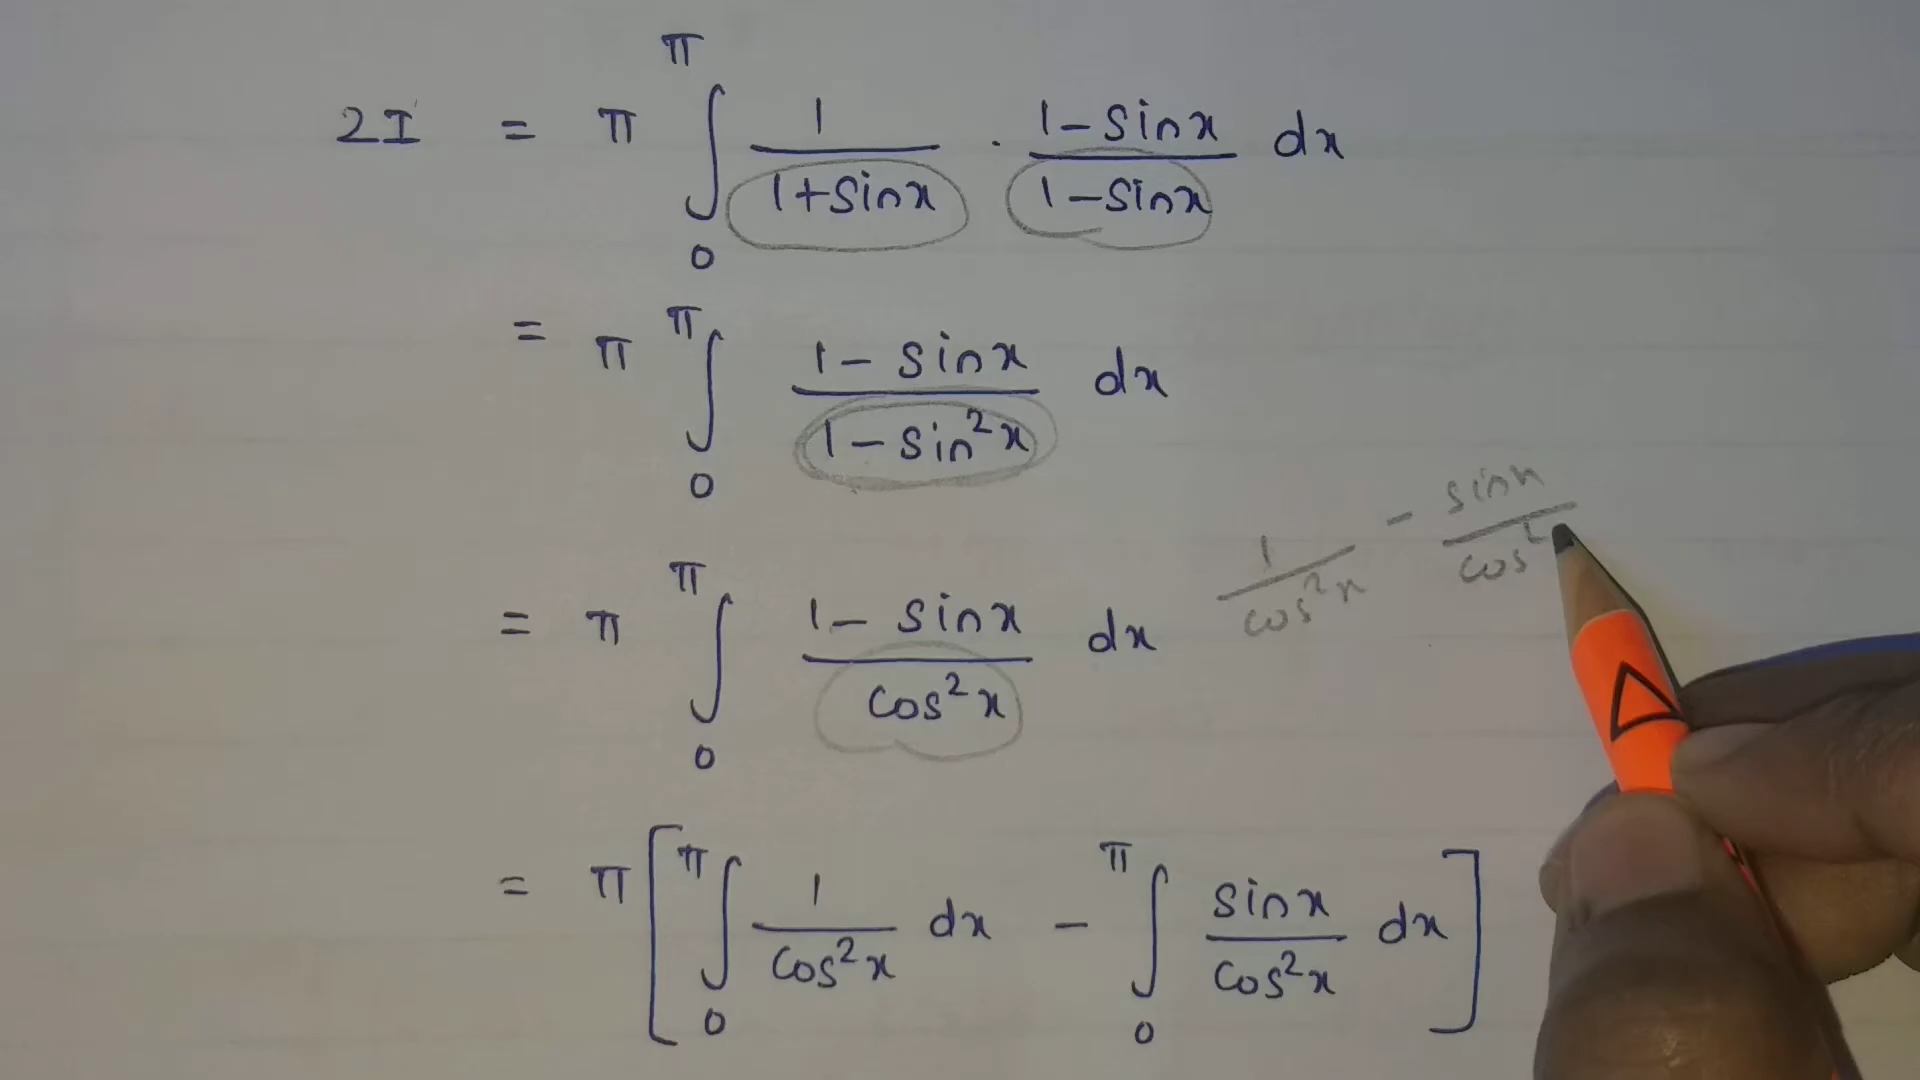 2I = π ∫₀^π 1/(1+sinx) · (1-sinx)/(1-sinx) dx
= π ∫₀^π (1-sinx)/(1-sin²x) dx
= π ∫₀^π (1-sinx)/(cos²x) dx
1/(cos²x) - sinx/cos²
= π [ ∫₀^π 1/(cos²x) dx - ∫₀^π sinx/(cos²x) dx ]